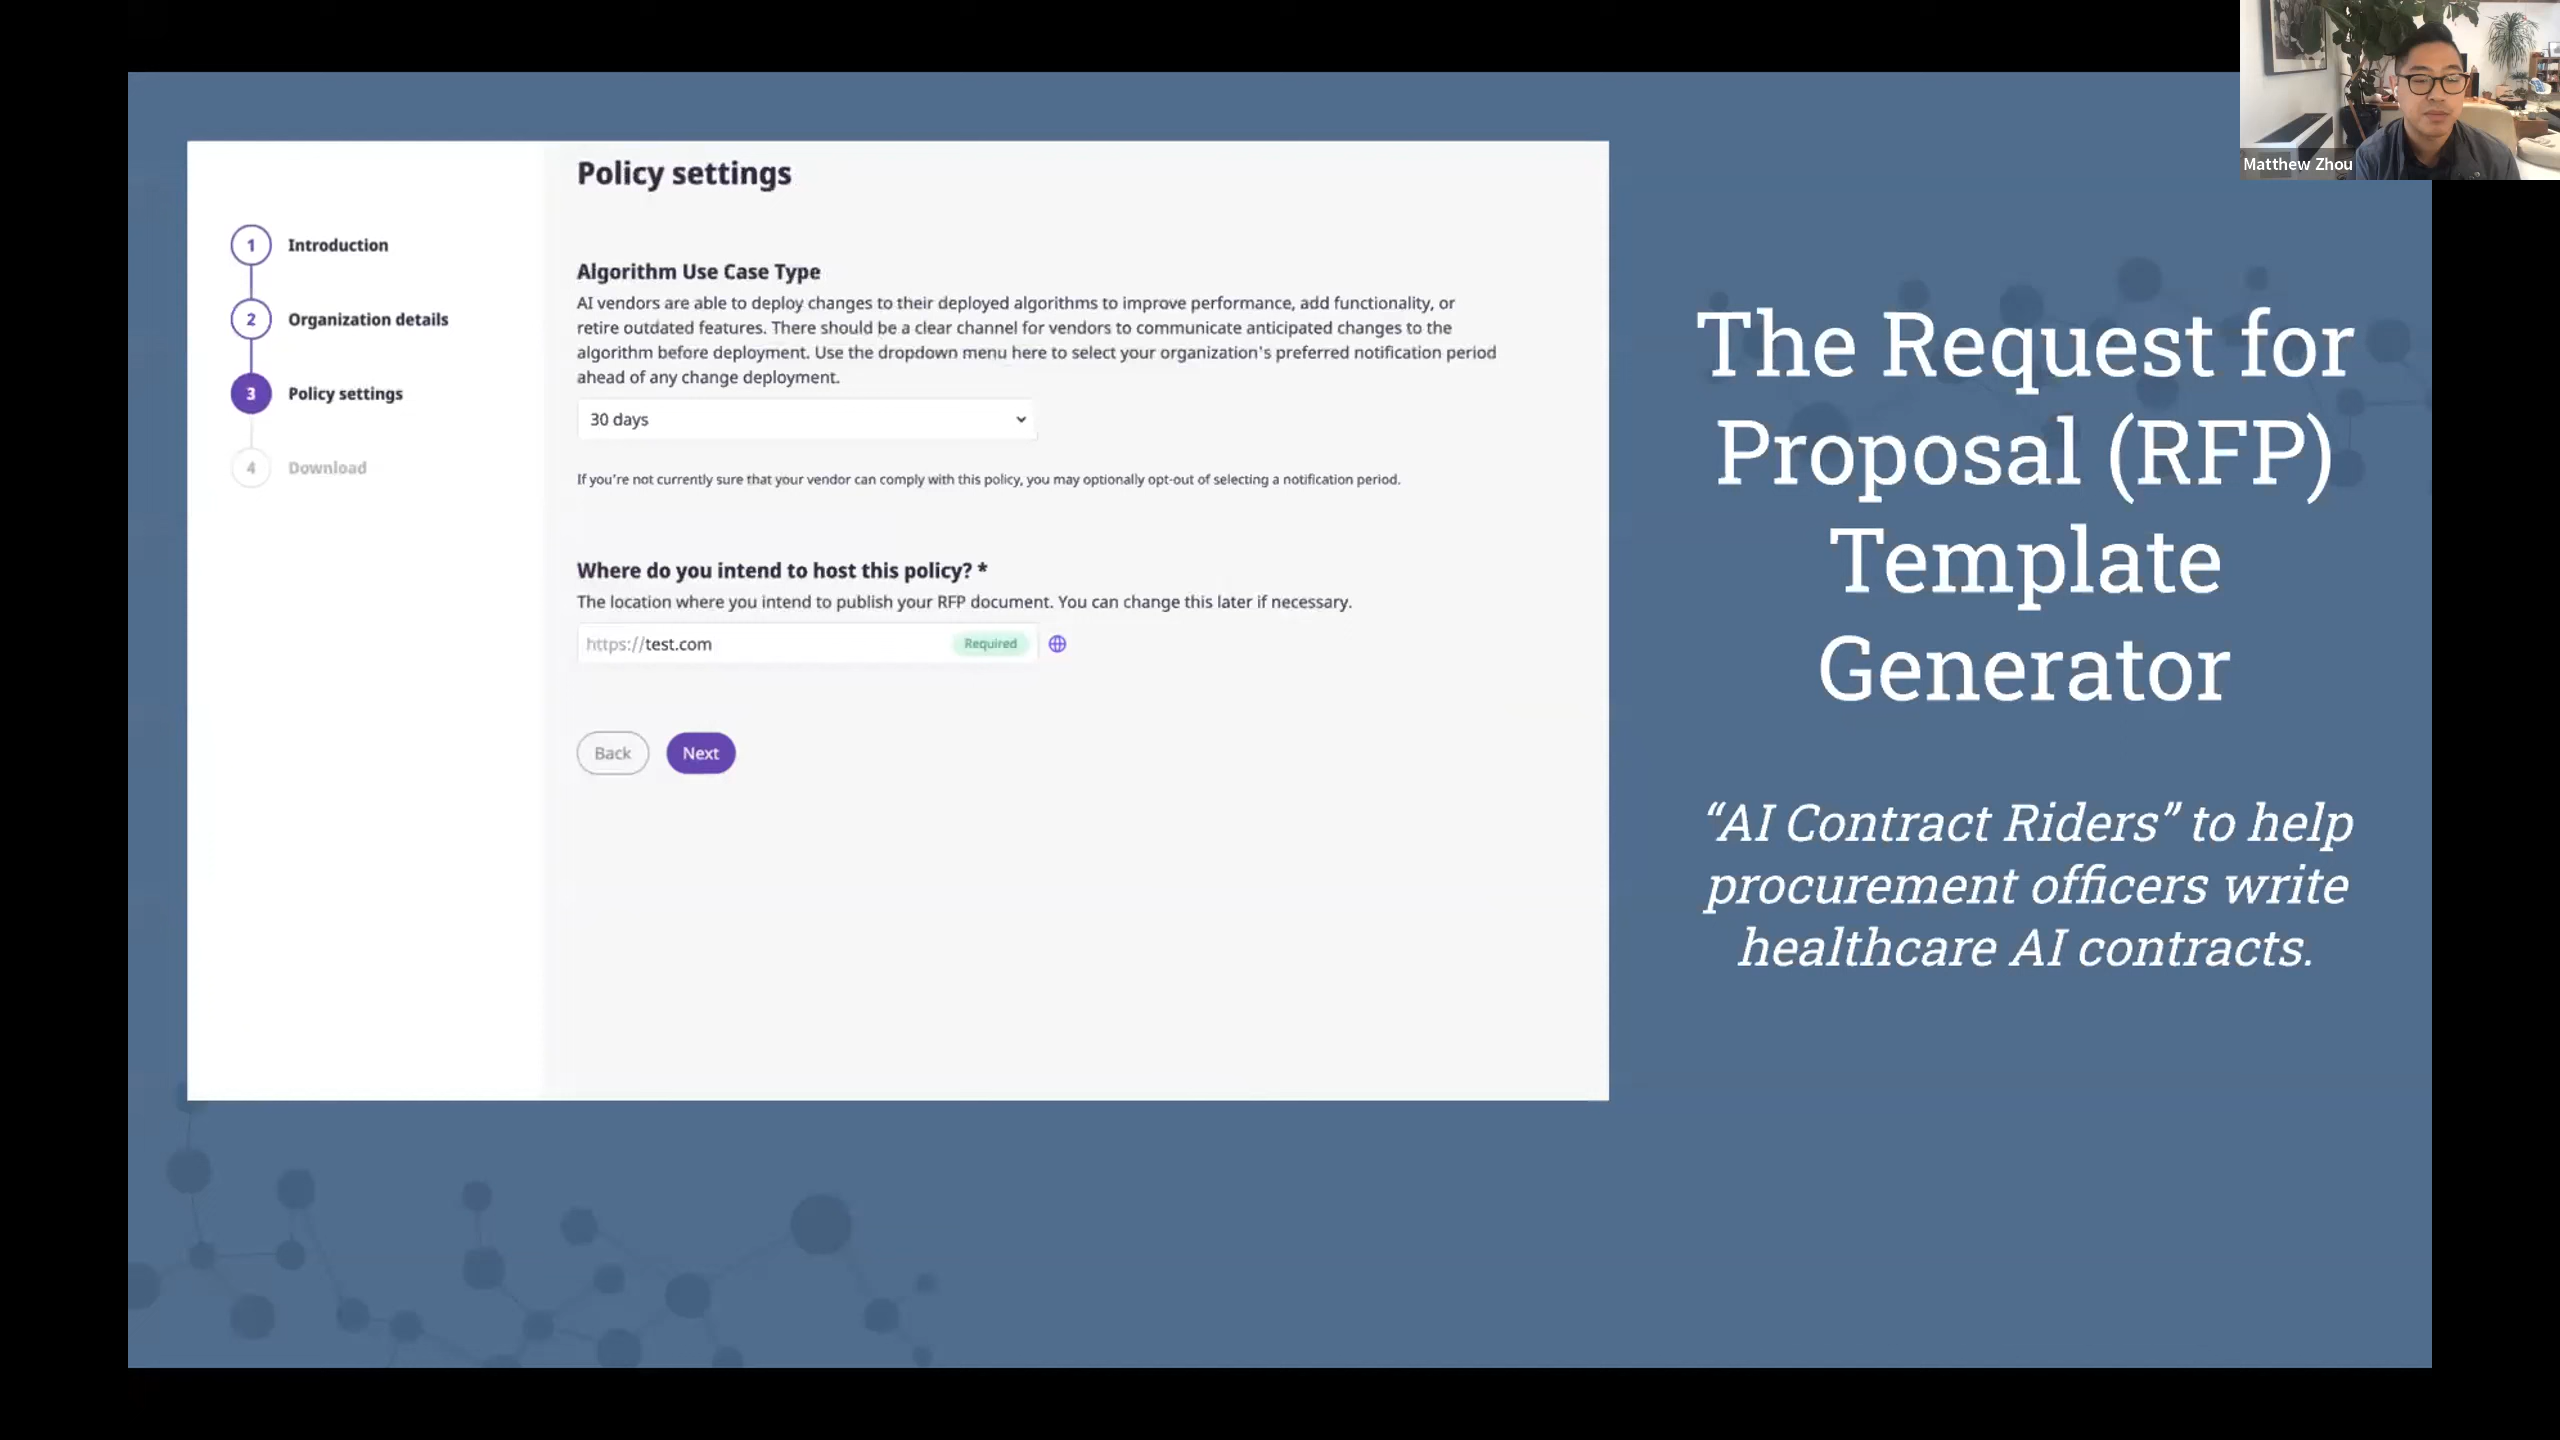 Matthew Zhou
Policy settings
1 Introduction
2 Organization details
3 Policy settings
4 Download
Algorithm Use Case Type
AI vendors are able to deploy changes to their deployed algorithms to improve performance, add functionality, or
retire outdated features. There should be a clear channel for vendors to communicate anticipated changes to the
algorithm before deployment. Use the dropdown menu here to select your organization's preferred notification period
ahead of any change deployment.
30 days
If you're not currently sure that your vendor can comply with this policy, you may optionally opt-out of selecting a notification period.
Where do you intend to host this policy? *
The location where you intend to publish your RFP document. You can change this later if necessary.
https://test.com Required
Back Next
The Request for
Proposal (RFP)
Template
Generator
“AI Contract Riders” to help
procurement officers write
healthcare AI contracts.